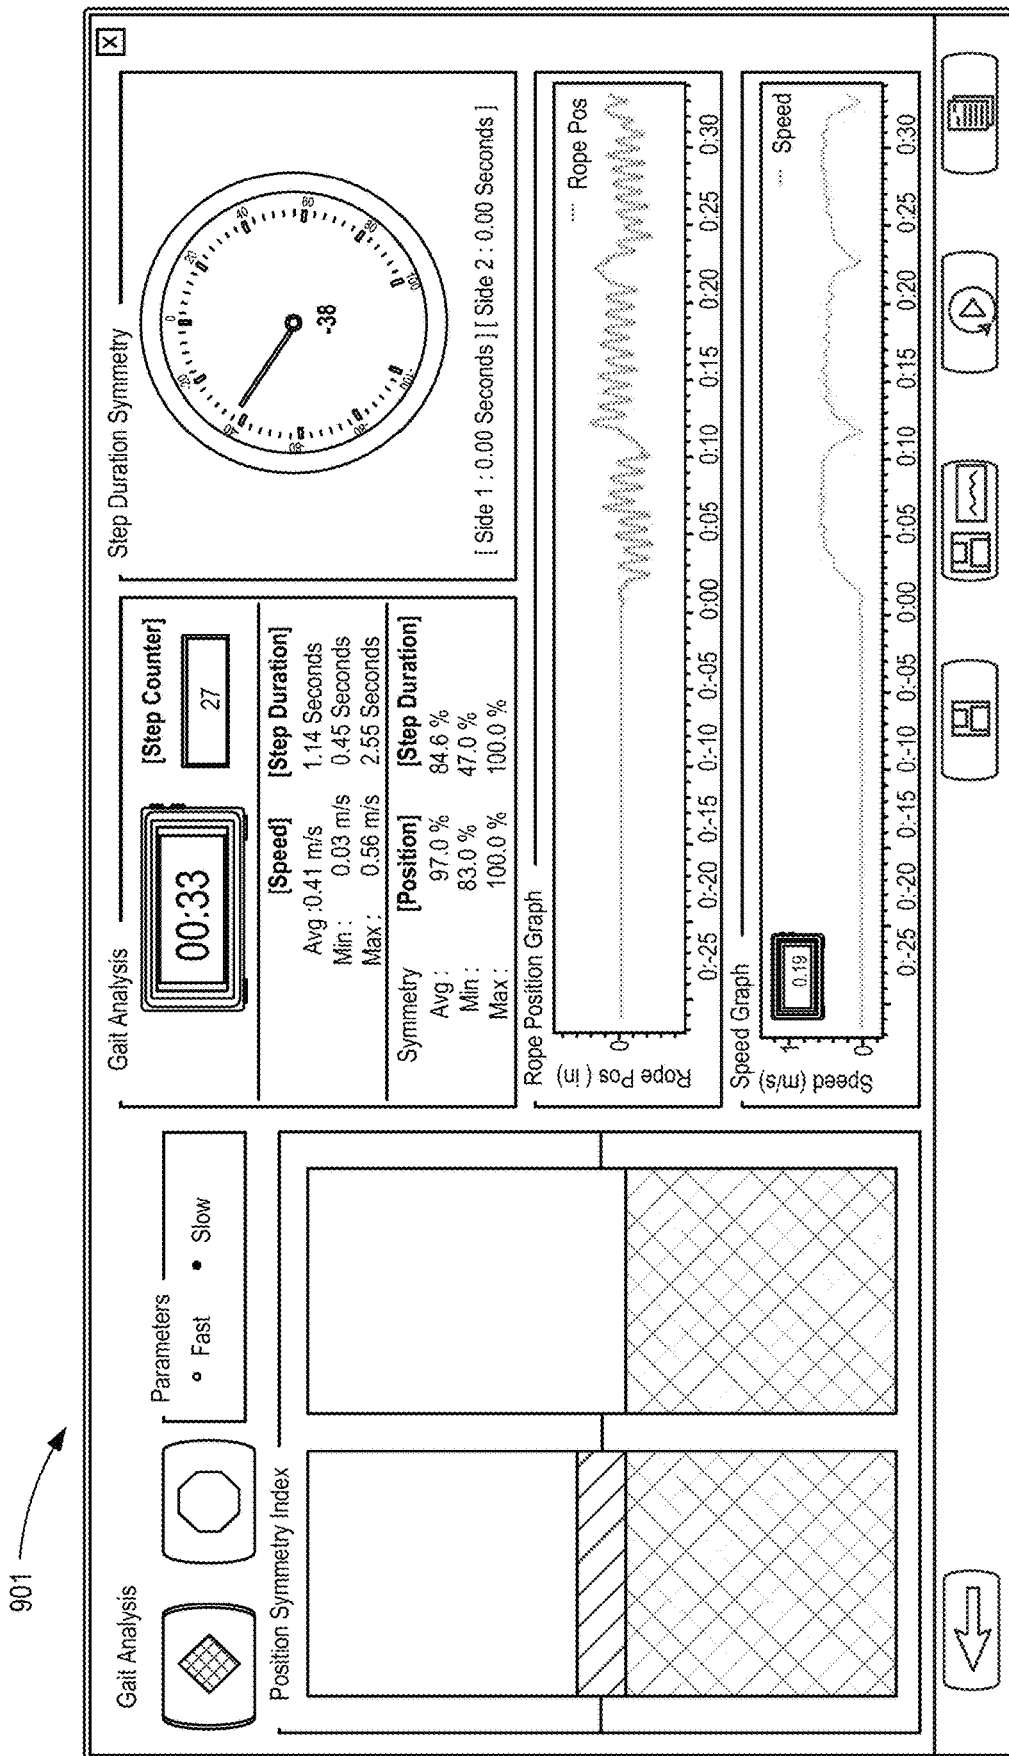 901
Gait Analysis
Parameters
Fast
Slow
Position Symmetry Index
Gait Analysis
00:33
[Step Counter]
27
[Speed] [Step Duration]
Avg :0.41 m/s 1.14 Seconds
Min : 0.03 m/s 0.45 Seconds
Max : 0.56 m/s 2.55 Seconds
Symmetry [Position] [Step Duration]
Avg : 97.0 % 84.6 %
Min : 83.0 % 47.0 %
Max : 100.0 % 100.0 %
Step Duration Symmetry
X
0
20
40
60
80
100
-38
[ Side 1 : 0.00 Seconds ] [ Side 2 : 0.00 Seconds ]
Rope Position Graph
Rope Pos ( in)
0
Rope Pos
0:-25 0:-20 0:-15 0:-10 0:-05 0:00 0:05 0:10 0:15 0:20 0:25 0:30
Speed Graph
Speed (m/s)
1
0
0.19
Speed
0:-25 0:-20 0:-15 0:-10 0:-05 0:00 0:05 0:10 0:15 0:20 0:25 0:30